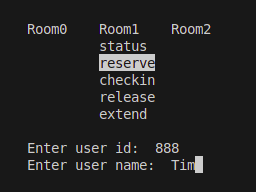 Room0 Room1 Room2
status
reserve
checkin
release
extend
Enter user id: 888
Enter user name: Tim